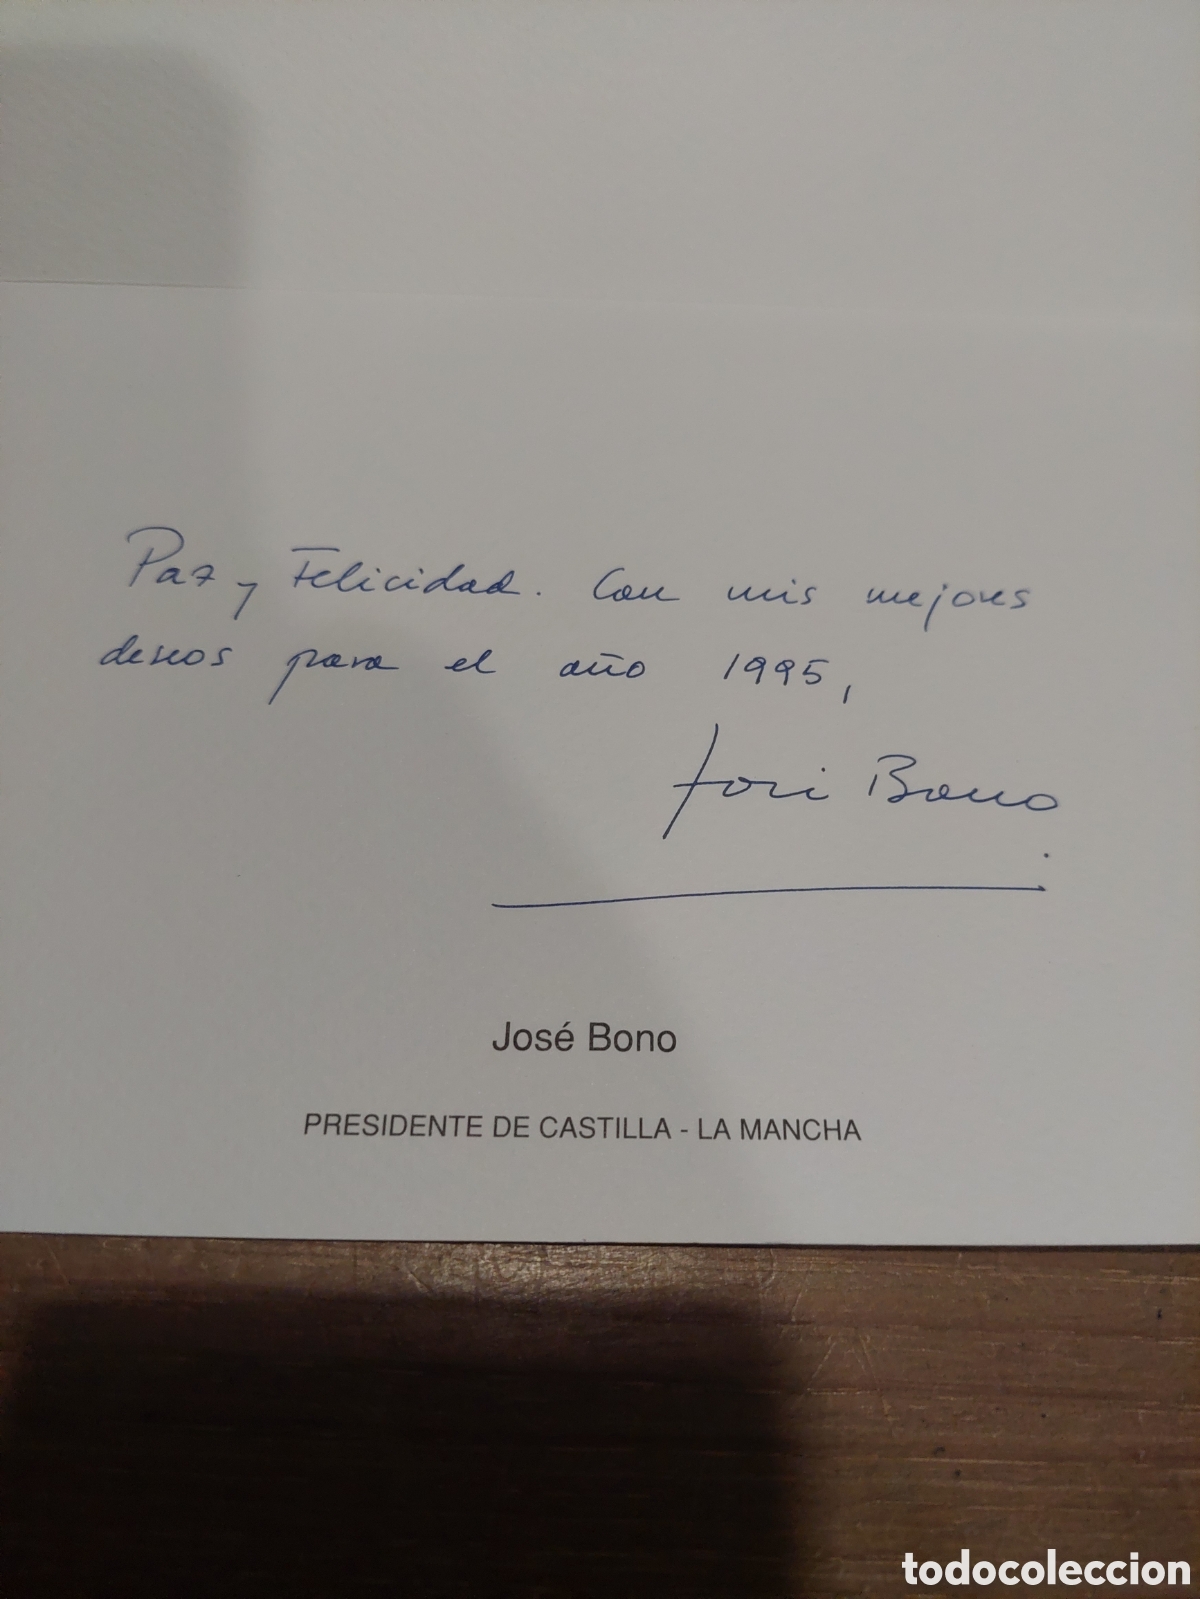 Paz y Felicidad. Con mis mejores
deseos para el año 1995,
José Bono
José Bono
PRESIDENTE DE CASTILLA - LA MANCHA
todocoleccion